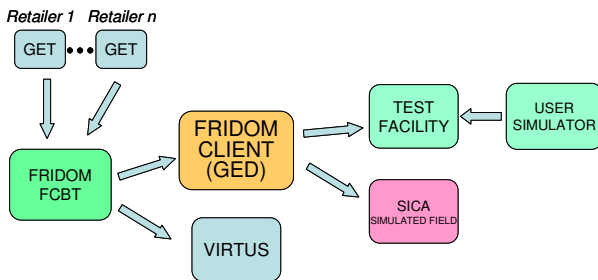 Retailer 1 Retailer n
GET GET
TEST
FACILITY
USER
SIMULATOR
FRIDOM
CLIENT
(GED)
FRIDOM
FCBT
SICA
SIMULATED FIELD
VIRTUS